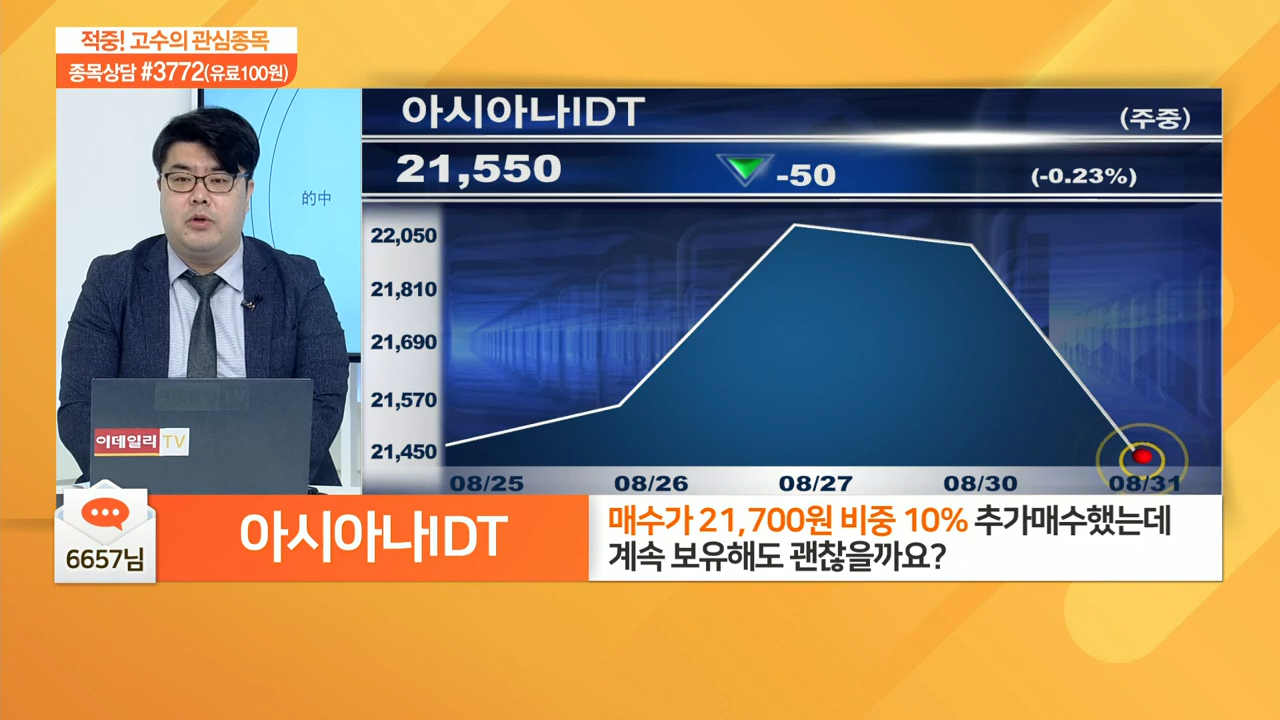 적중! 고수의 관심종목
종목상담 #3772(유료100원)
的中
이데일리TV
이데일리 TV
아시아나IDT
(주중)
21,550
-50
(-0.23%)
22,050
21,810
21,690
21,570
21,450
08/25 08/26 08/27 08/30 08/31
6657님
아시아나IDT
매수가 21,700원 비중 10% 추가매수했는데
계속 보유해도 괜찮을까요?